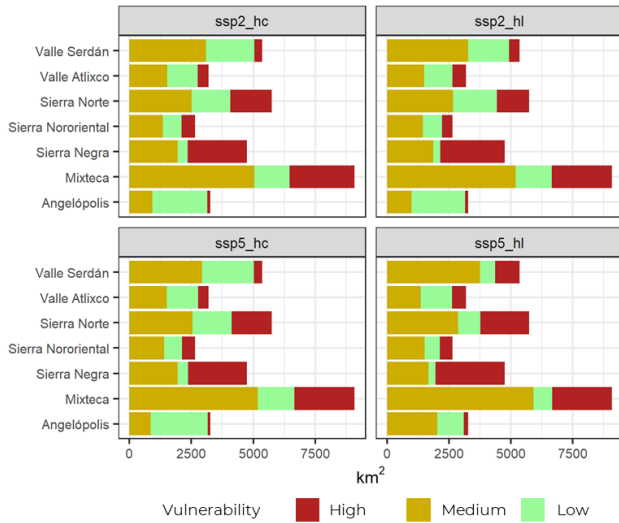 ssp2_hc ssp2_hl
Valle Serdán
Valle Atlixco
Sierra Norte
Sierra Nororiental
Sierra Negra
Mixteca
Angelópolis
ssp5_hc ssp5_hl
Valle Serdán
Valle Atlixco
Sierra Norte
Sierra Nororiental
Sierra Negra
Mixteca
Angelópolis
0 2500 5000 7500 0 2500 5000 7500
km²
Vulnerability High Medium Low